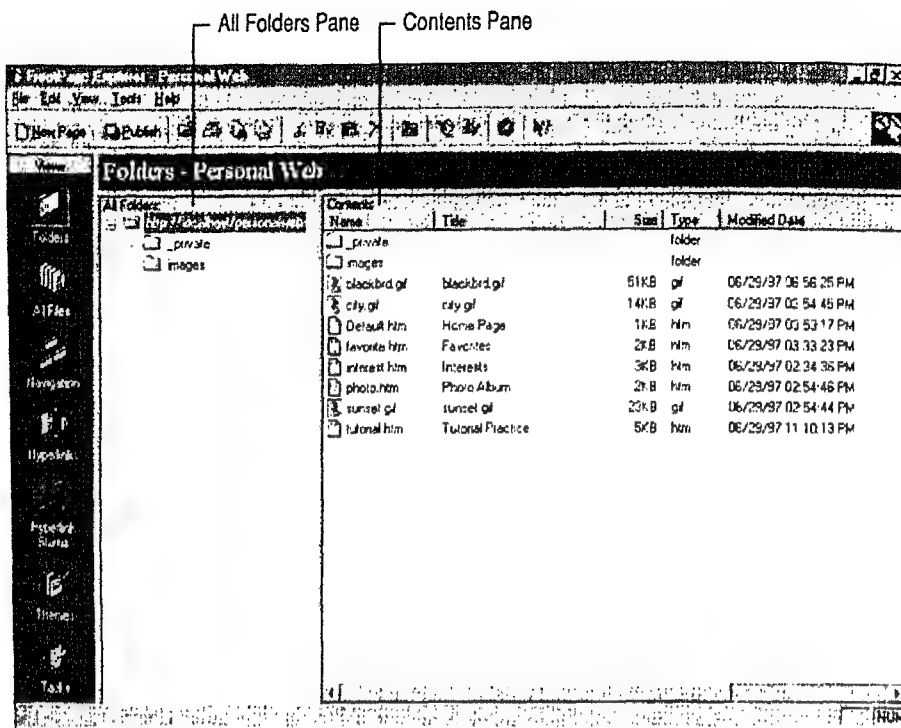 All Folders Pane
Contents Pane
FrontPage Explorer - Personal Web
File Edit View Tools Help
New Page Publish
Views
Folders - Personal Web
All Folders
Contents
Name Title Size Type Modified Date
_private
images
_private folder
images folder
blackbrd.gif blackbrd.gif 51KB gif 06/29/97 06:56:25 PM
city.gif city.gif 14KB gif 06/29/97 02:54:45 PM
Default.htm Home Page 1KB htm 06/29/97 03:53:17 PM
favorite.htm Favorites 2KB htm 06/29/97 03:33:23 PM
interest.htm Interests 3KB htm 06/29/97 02:34:36 PM
photo.htm Photo Album 2KB htm 06/29/97 02:54:46 PM
sunset.gif sunset.gif 23KB gif 06/29/97 02:54:44 PM
tutorial.htm Tutorial Practice 5KB htm 06/29/97 11:10:13 PM
Folders
All Files
Navigation
Hyperlinks
Hyperlink
Status
Themes
Tasks
NUM